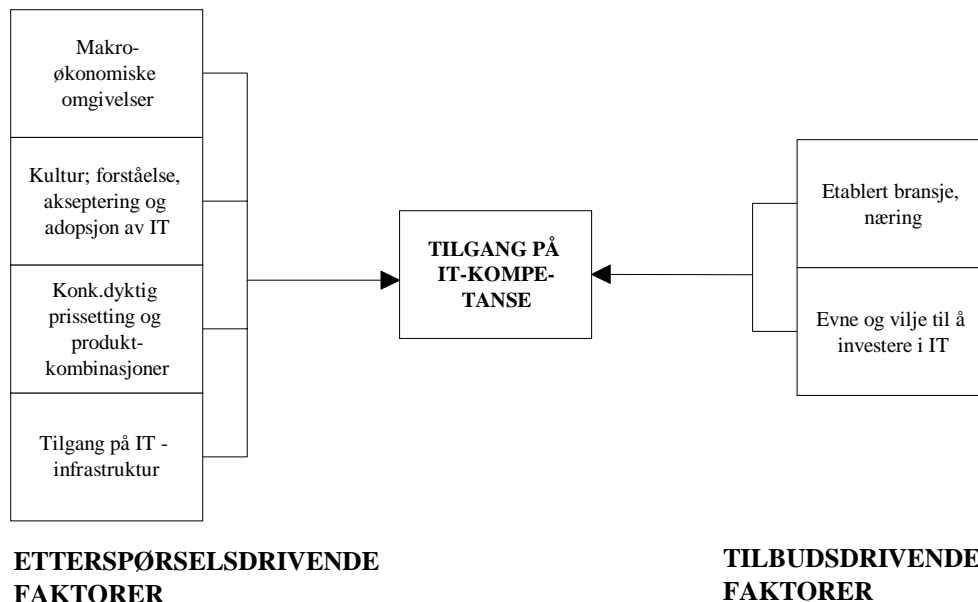 Makro-
økonomiske
omgivelser
Kultur; forståelse,
akseptering og
adopsjon av IT
Konk.dyktig
prissetting og
produkt-
kombinasjoner
Tilgang på IT -
infrastruktur
TILGANG PÅ
IT-KOMPE-
TANSE
Etablert bransje,
næring
Evne og vilje til å
investere i IT
ETTERSPØRSELSDRIVENDE
FAKTORER
TILBUDSDRIVENDE
FAKTORER